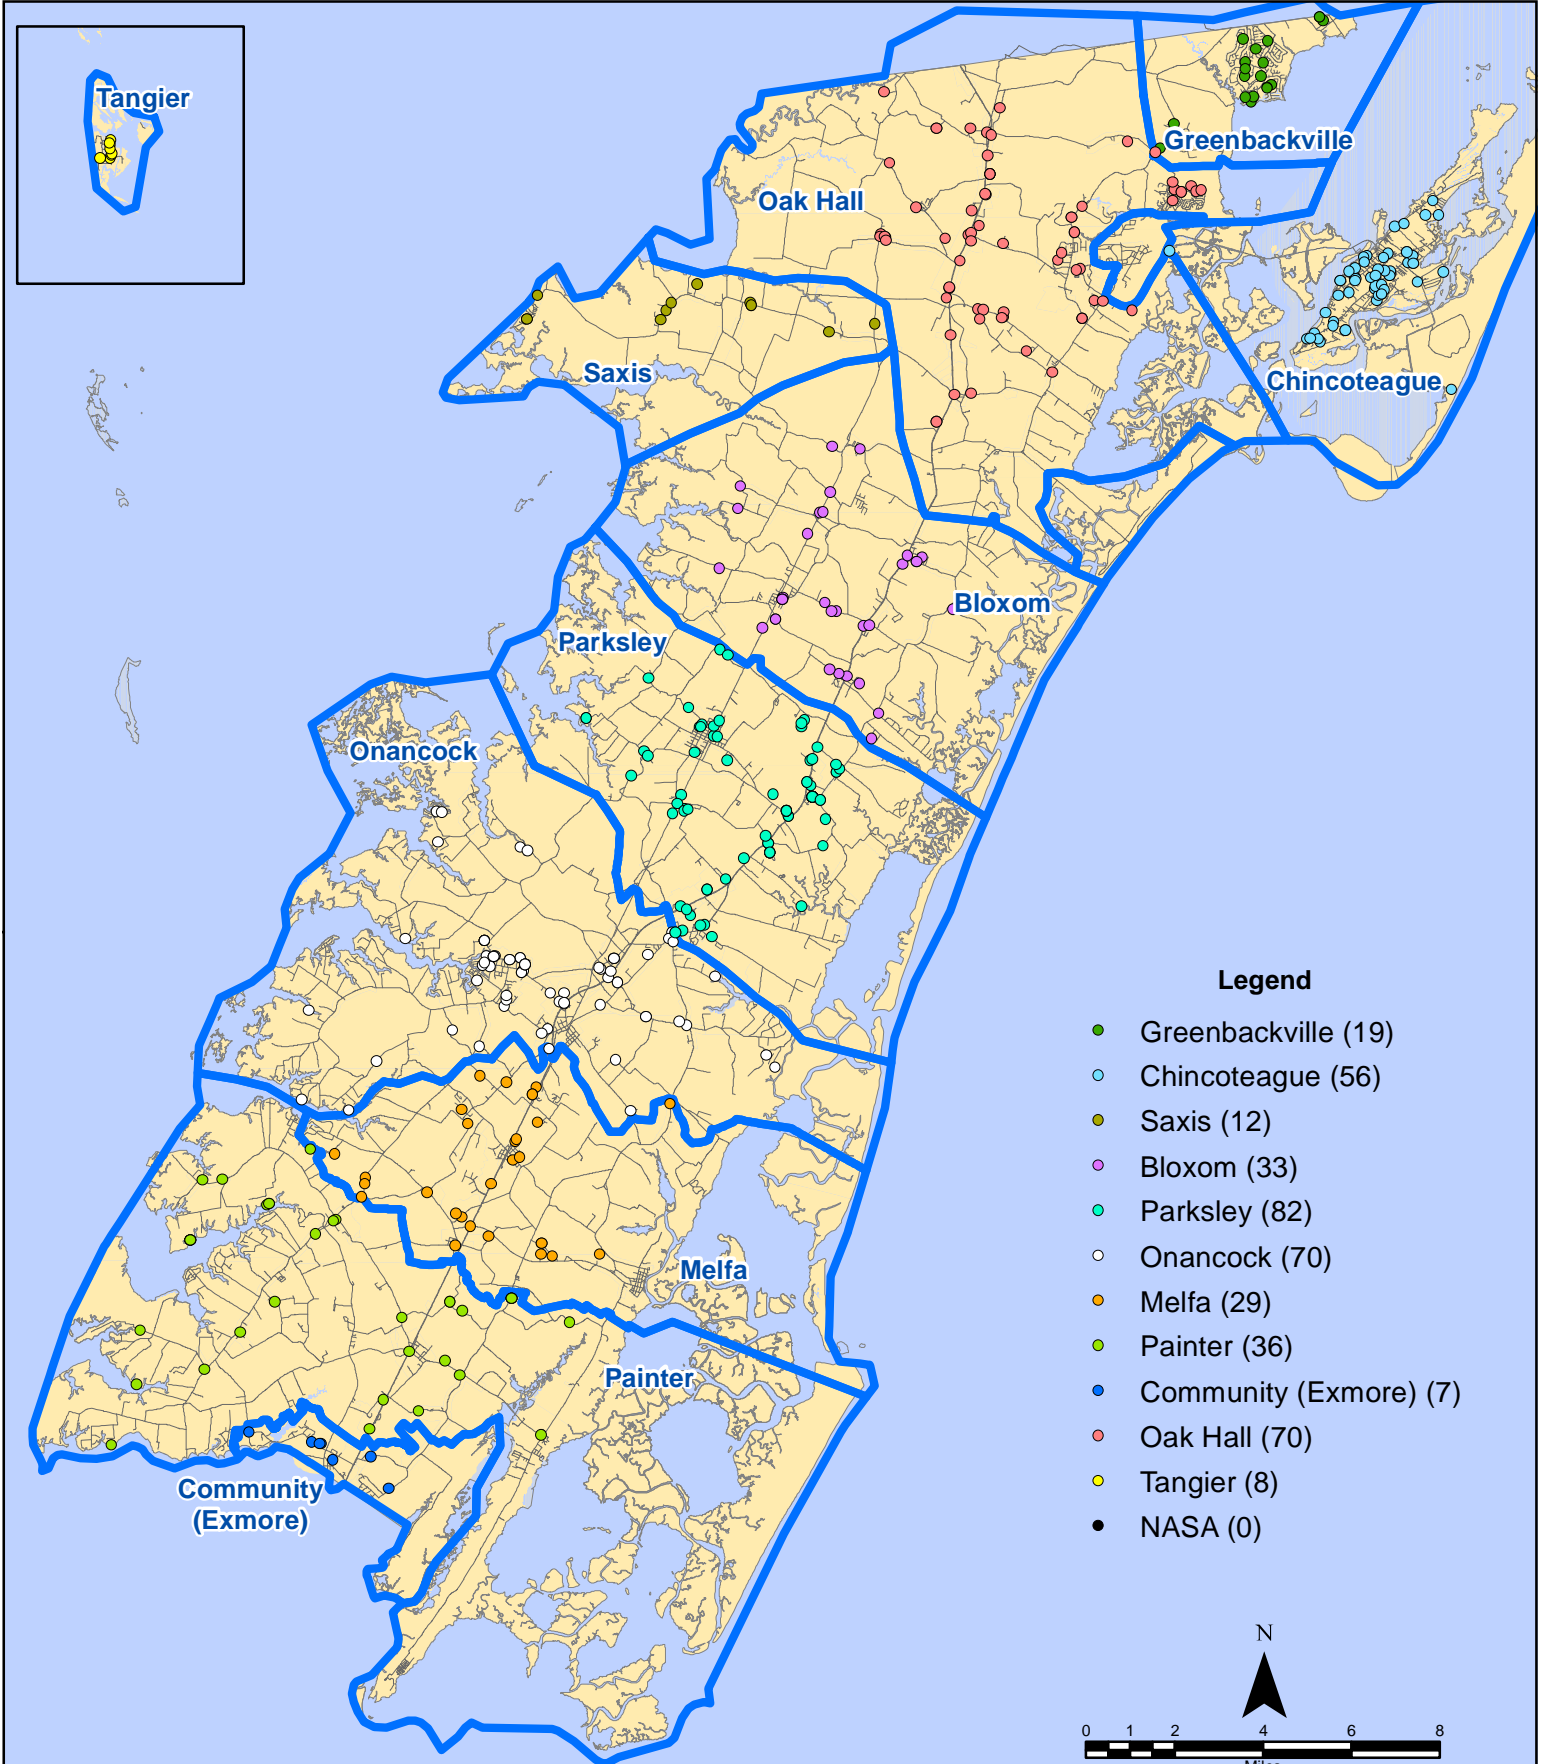 Tangier
Greenbackville
Oak Hall
Saxis
Chincoteague
Bloxom
Parksley
Onancock
Melfa
Painter
Community
(Exmore)
Legend
Greenbackville (19)
Chincoteague (56)
Saxis (12)
Bloxom (33)
Parksley (82)
Onancock (70)
Melfa (29)
Painter (36)
Community (Exmore) (7)
Oak Hall (70)
Tangier (8)
NASA (0)
N
0 1 2 4 6 8
Miles